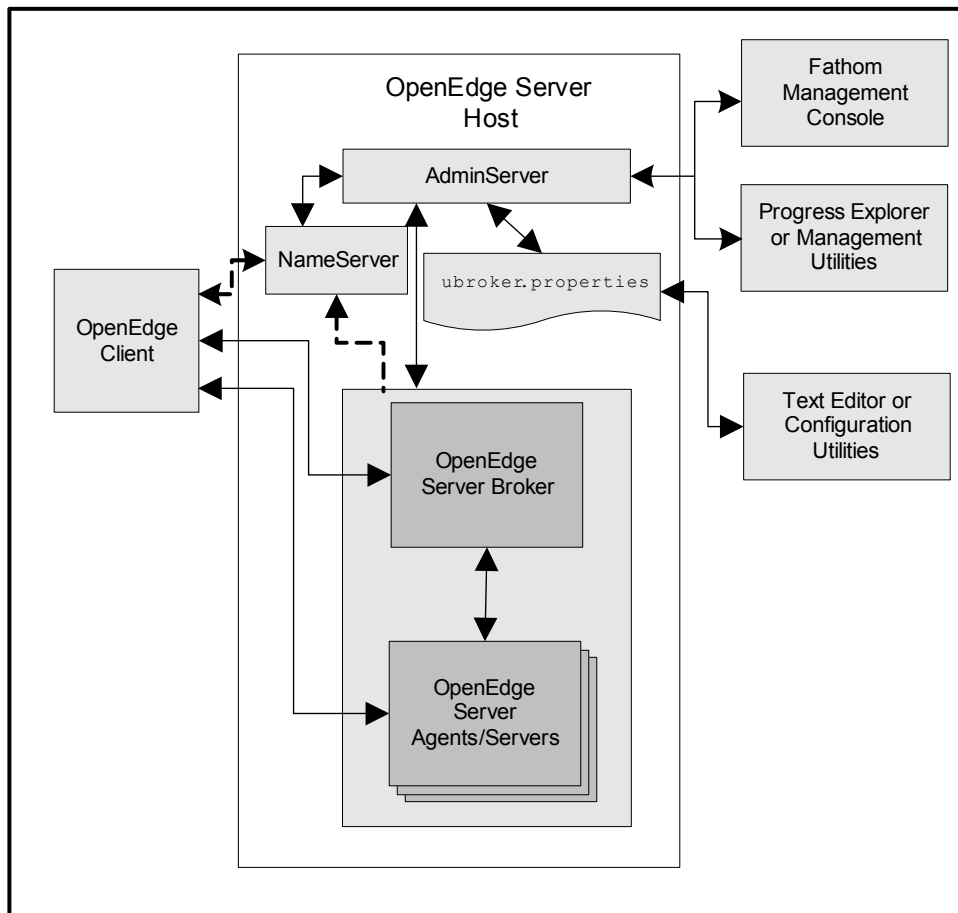 OpenEdge Server
Host
Fathom
Management
Console
AdminServer
Progress Explorer
or Management
Utilities
NameServer
ubroker.properties
OpenEdge
Client
Text Editor or
Configuration
Utilities
OpenEdge
Server Broker
OpenEdge
Server
Agents/Servers